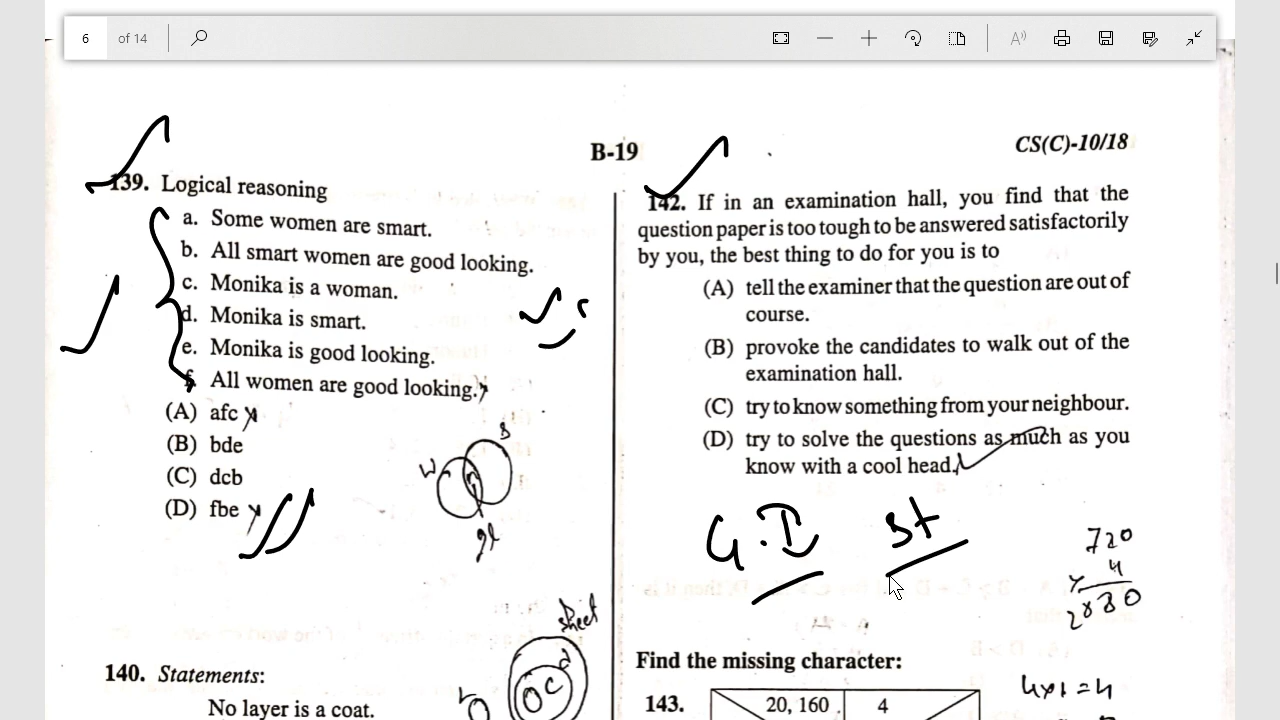 6 of 14
B-19
CS(C)-10/18
139. Logical reasoning
a. Some women are smart.
b. All smart women are good looking.
c. Monika is a woman.
d. Monika is smart.
e. Monika is good looking.
f. All women are good looking.
(A) afc
(B) bde
(C) dcb
(D) fbe
W
S
gl
140. Statements:
No layer is a coat.
sheet
C
142. If in an examination hall, you find that the
question paper is too tough to be answered satisfactorily
by you, the best thing to do for you is to
(A) tell the examiner that the question are out of
course.
(B) provoke the candidates to walk out of the
examination hall.
(C) try to know something from your neighbour.
(D) try to solve the questions as much as you
know with a cool head.
G.I St
720
4
2880
Find the missing character:
4x1=4
143. 20, 160 4